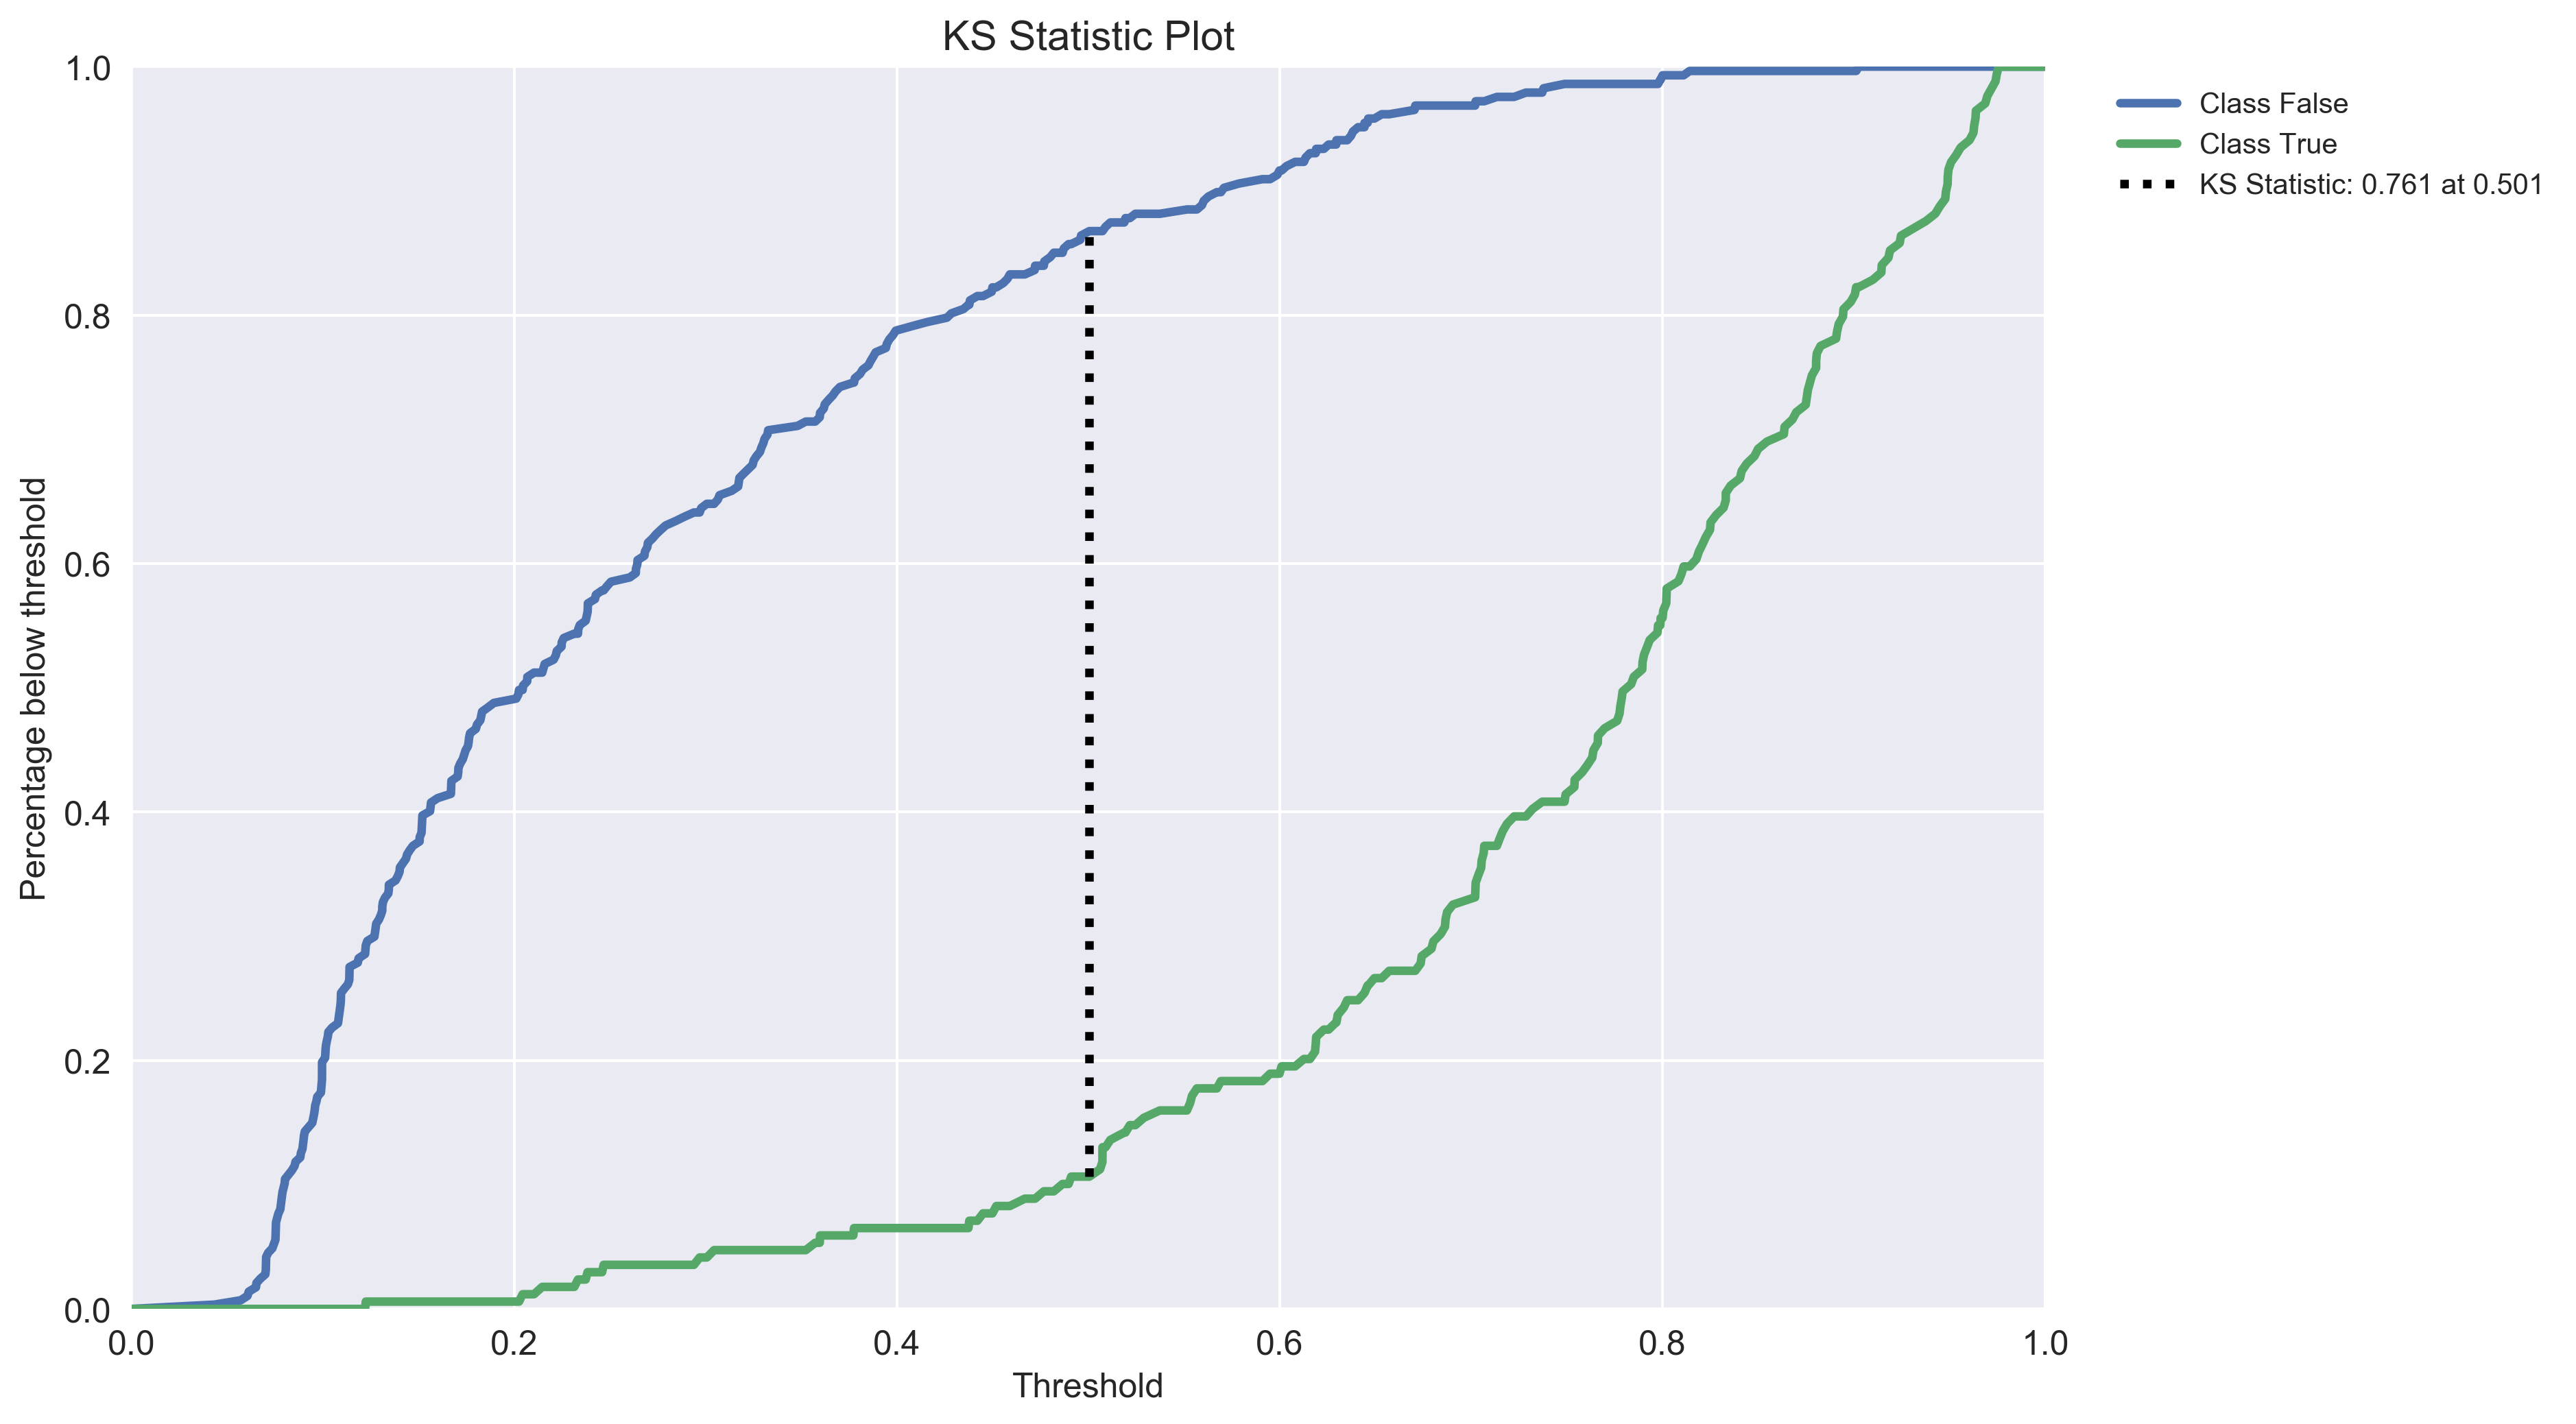 KS Statistic Plot
1.0
0.8
0.6
0.4
0.2
0.0
Percentage below threshold
0.0 0.2 0.4 0.6 0.8 1.0
Threshold
Class False
Class True
KS Statistic: 0.761 at 0.501